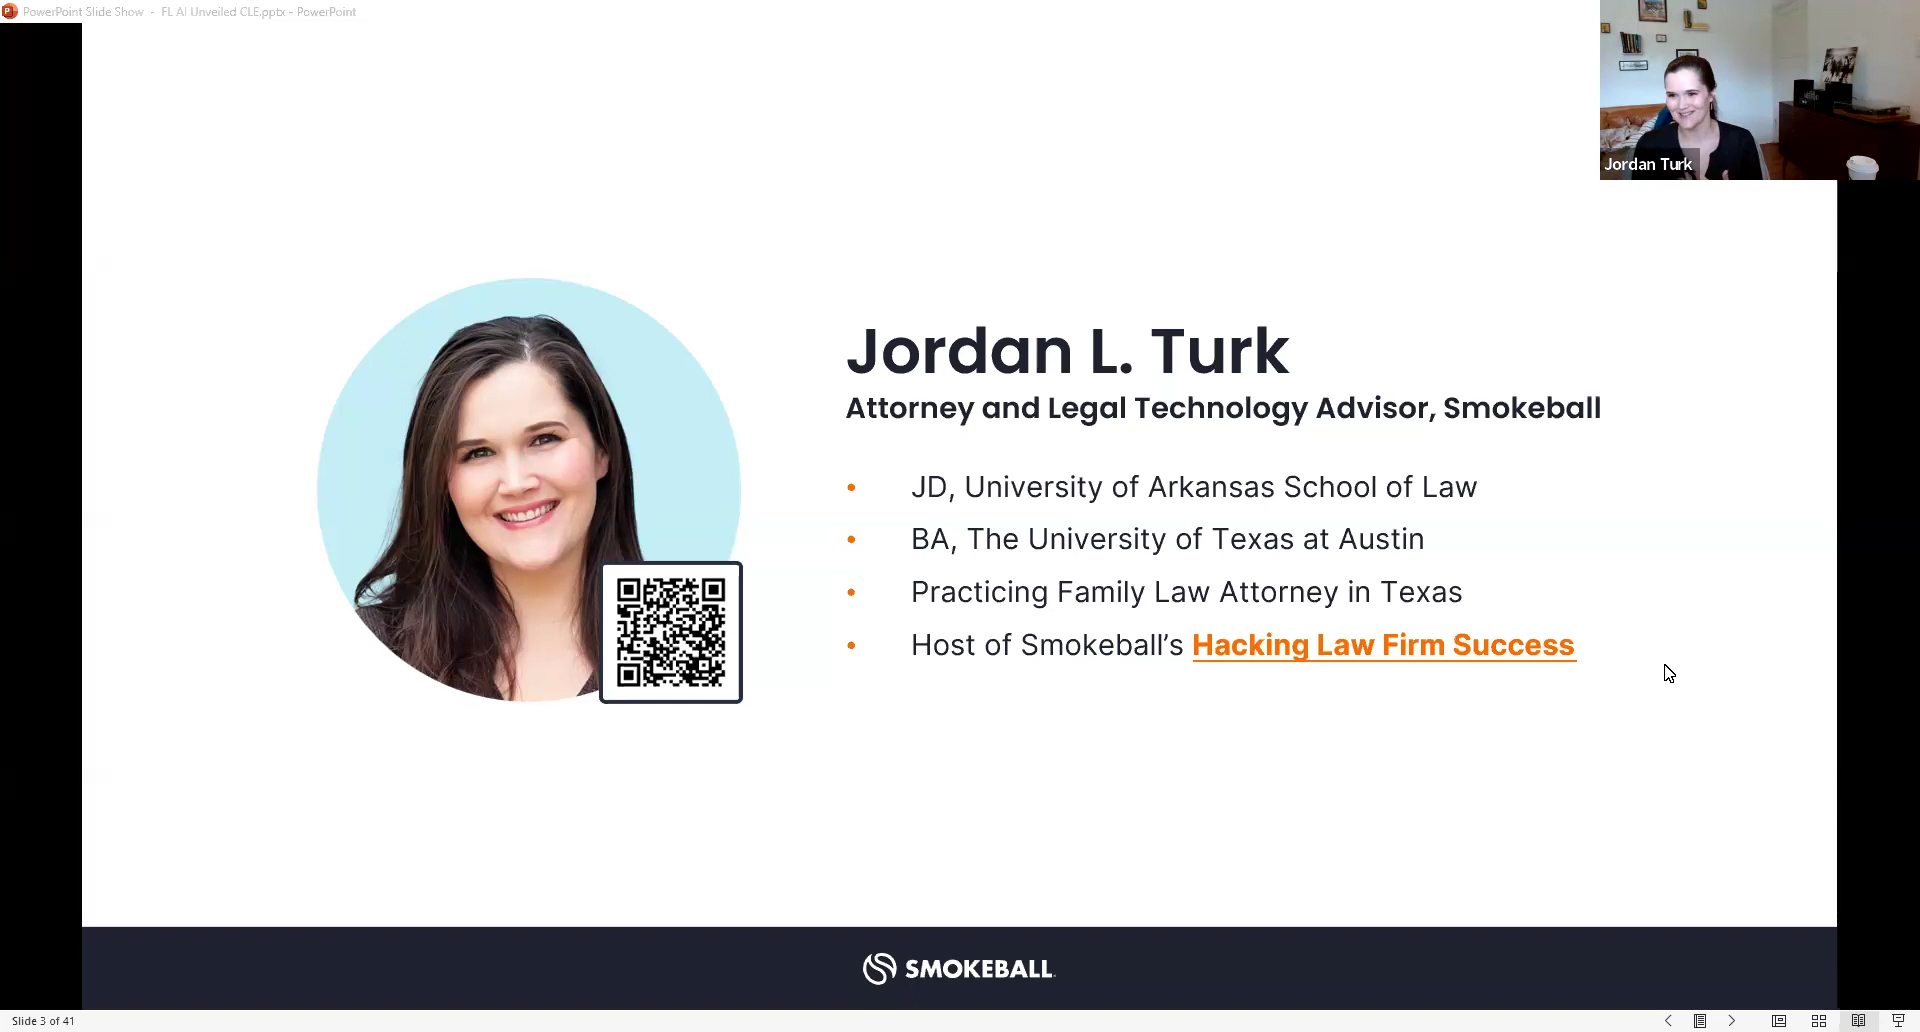 PowerPoint Slide Show - FL AI Unveiled CLE.pptx - PowerPoint
Jordan Turk
Jordan L. Turk
Attorney and Legal Technology Advisor, Smokeball
• JD, University of Arkansas School of Law
• BA, The University of Texas at Austin
• Practicing Family Law Attorney in Texas
• Host of Smokeball’s Hacking Law Firm Success
SMOKEBALL
Slide 3 of 41